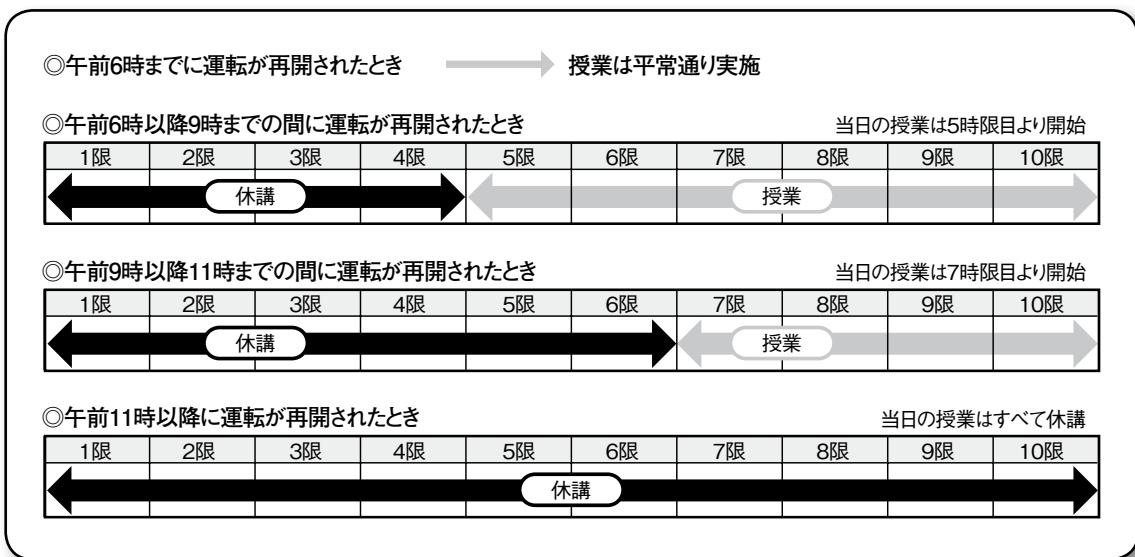 ◎午前6時までに運転が再開されたとき 授業は平常通り実施
◎午前6時以降9時までの間に運転が再開されたとき 当日の授業は5時限目より開始
1限 2限 3限 4限 5限 6限 7限 8限 9限 10限
休講 授業
◎午前9時以降11時までの間に運転が再開されたとき 当日の授業は7時限目より開始
1限 2限 3限 4限 5限 6限 7限 8限 9限 10限
休講 授業
◎午前11時以降に運転が再開されたとき 当日の授業はすべて休講
1限 2限 3限 4限 5限 6限 7限 8限 9限 10限
休講